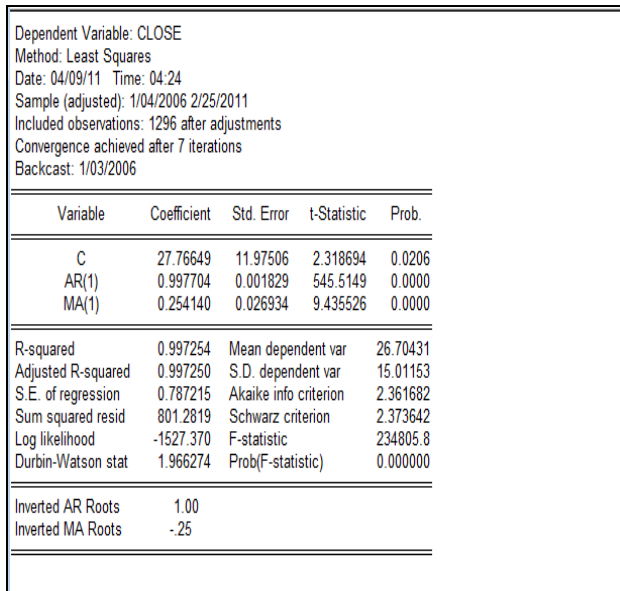 Dependent Variable: CLOSE
Method: Least Squares
Date: 04/09/11 Time: 04:24
Sample (adjusted): 1/04/2006 2/25/2011
Included observations: 1296 after adjustments
Convergence achieved after 7 iterations
Backcast: 1/03/2006
Variable Coefficient Std. Error t-Statistic Prob.
C 27.76649 11.97506 2.318694 0.0206
AR(1) 0.997704 0.001829 545.5149 0.0000
MA(1) 0.254140 0.026934 9.435526 0.0000
R-squared 0.997254 Mean dependent var 26.70431
Adjusted R-squared 0.997250 S.D. dependent var 15.01153
S.E. of regression 0.787215 Akaike info criterion 2.361682
Sum squared resid 801.2819 Schwarz criterion 2.373642
Log likelihood -1527.370 F-statistic 234805.8
Durbin-Watson stat 1.966274 Prob(F-statistic) 0.000000
Inverted AR Roots 1.00
Inverted MA Roots -.25